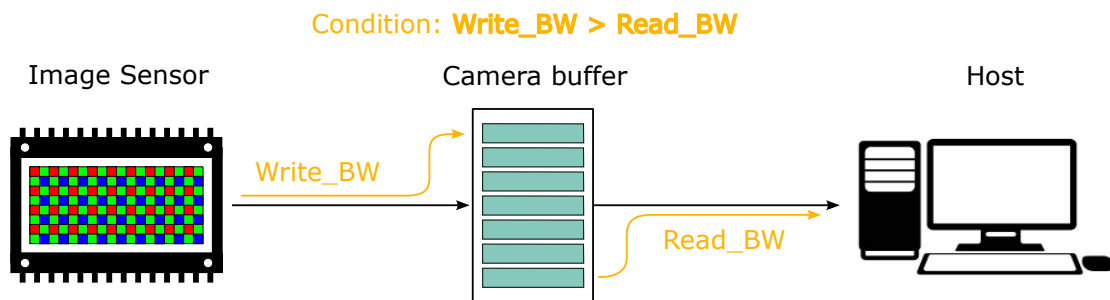 Condition: Write_BW > Read_BW
Image Sensor
Camera buffer
Host
Write_BW
Read_BW